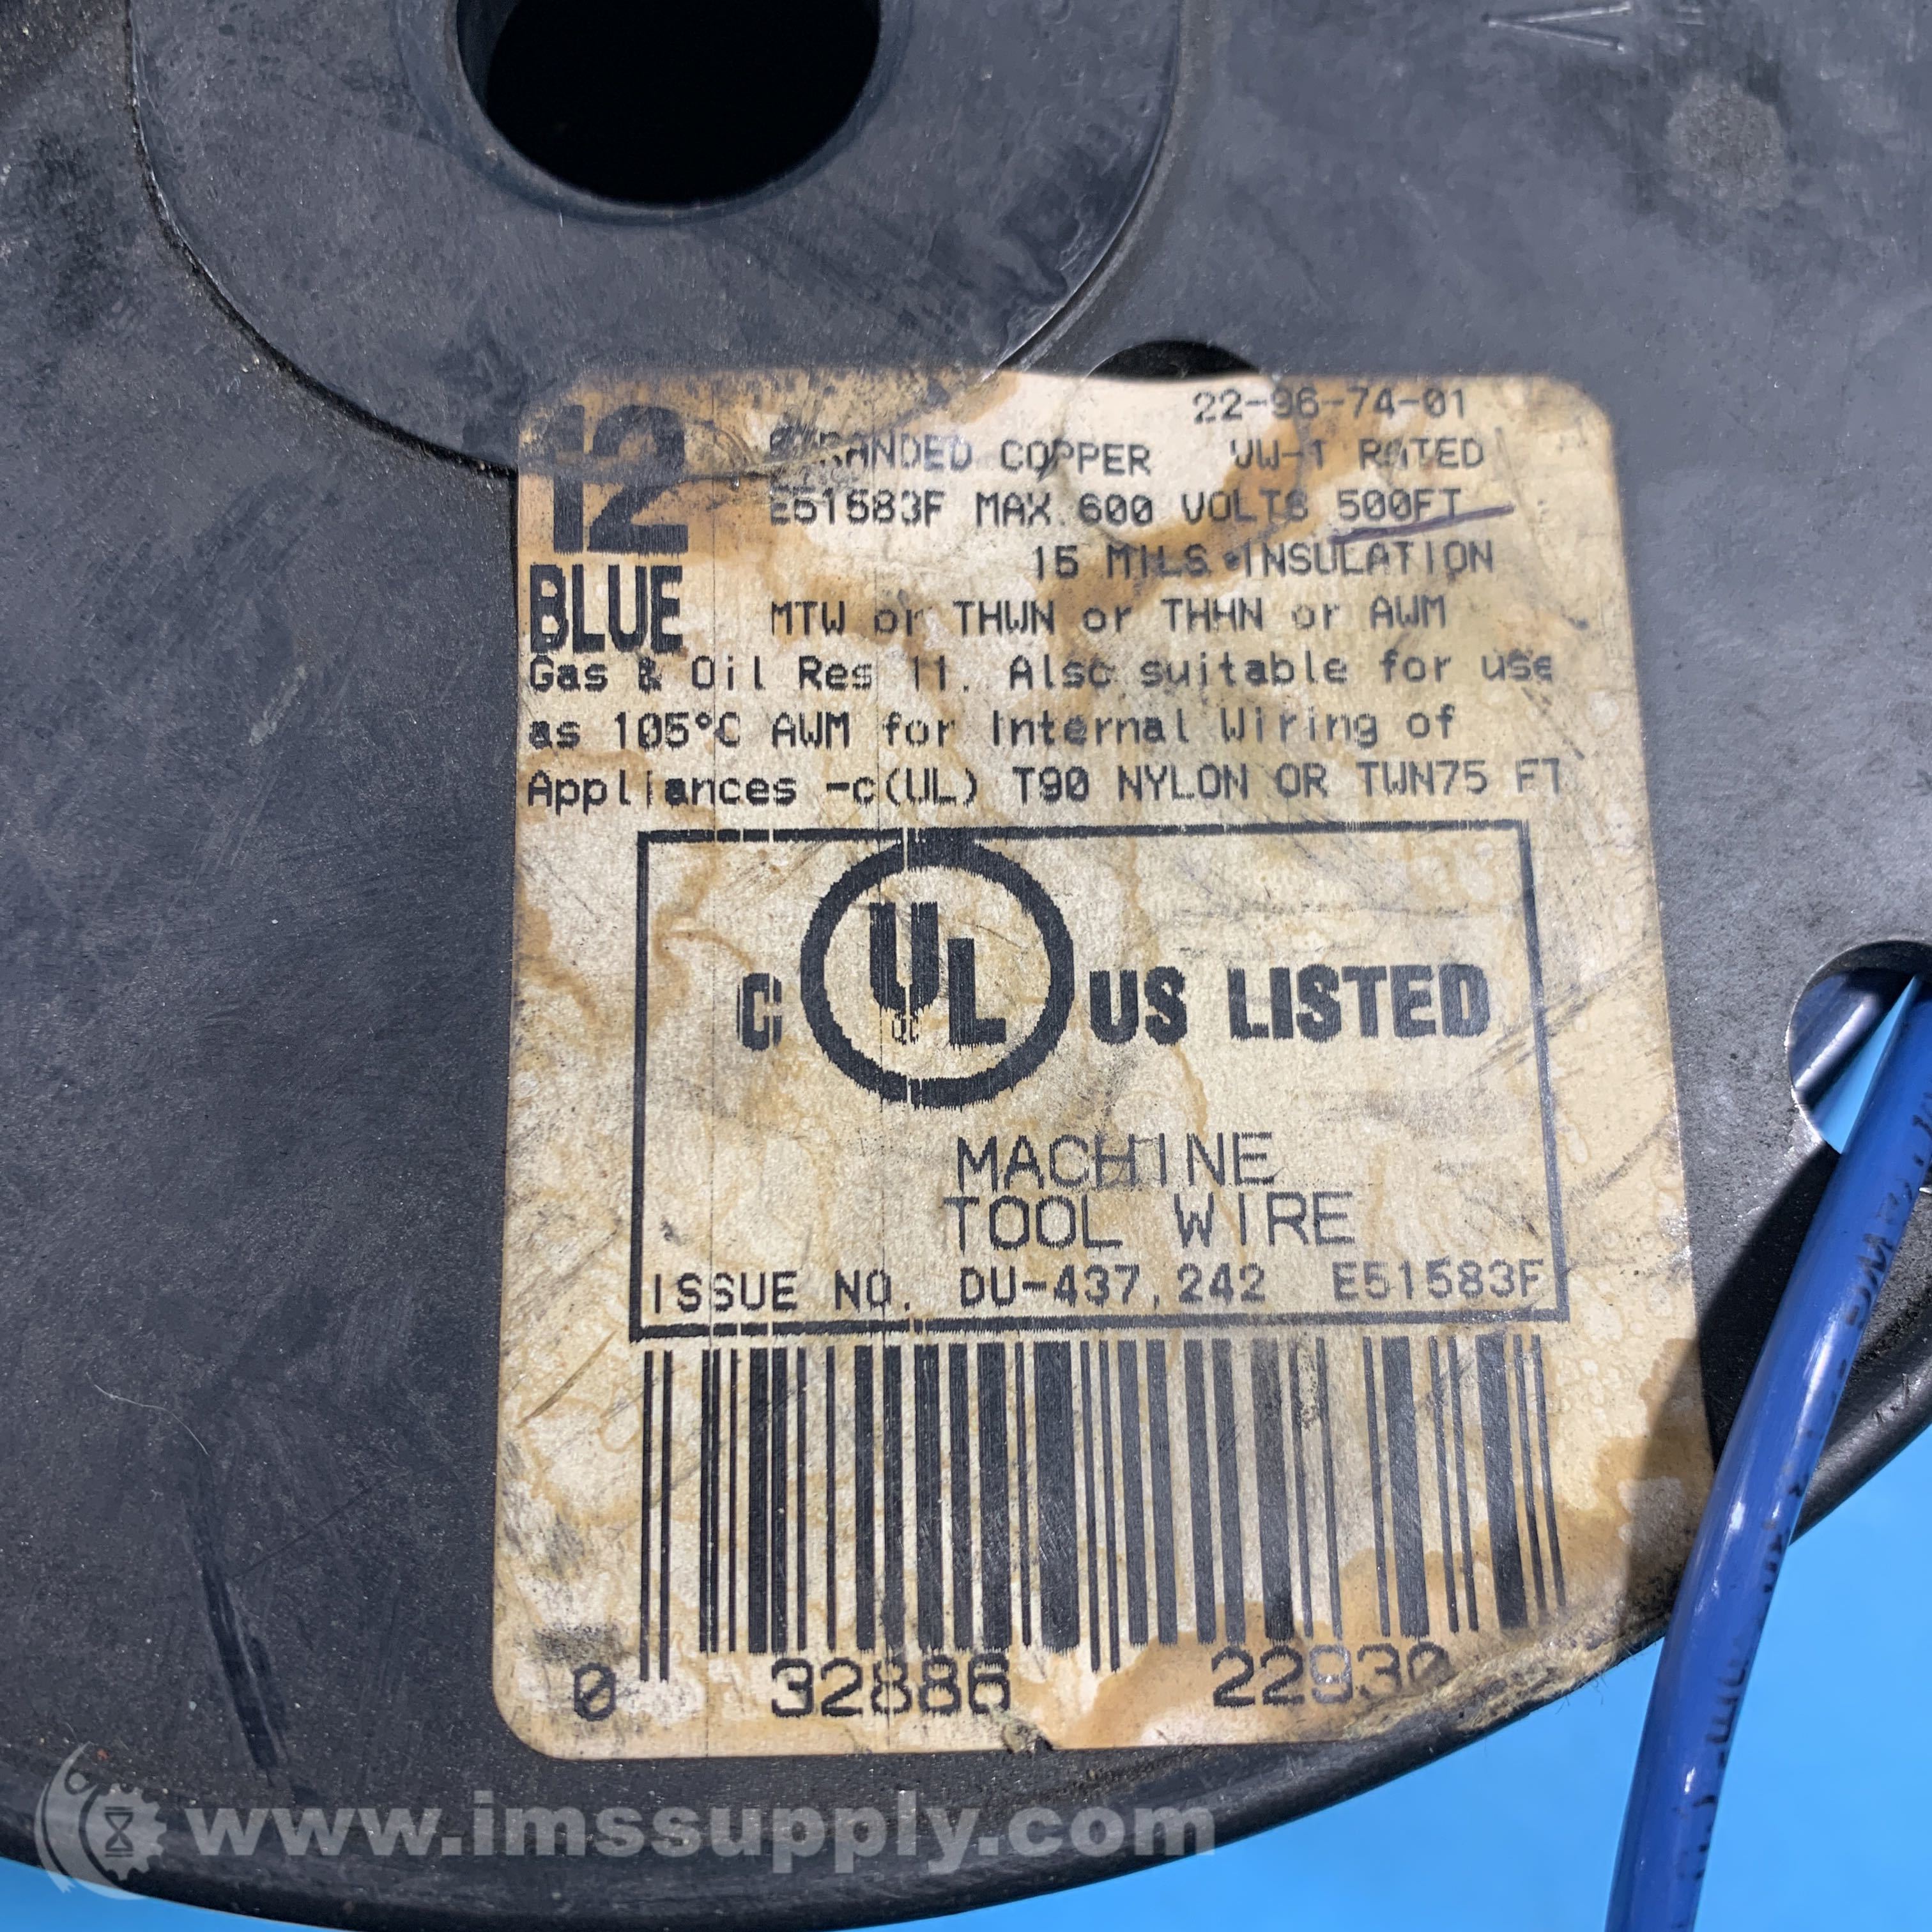 12
BLUE
22-96-74-01
STRANDED COPPER VW-1 RATED
E51583F MAX.600 VOLTS 500FT
15 MILS INSULATION
MTW or THWN or THHN or AWM
Gas & Oil Res II. Also suitable for use
as 105°C AWM for Internal Wiring of
Appliances -c(UL) T90 NYLON OR TWN75 FT
C UL US LISTED
MACHINE
TOOL WIRE
ISSUE NO. DU-437,242 E51583F
0 32886 22930
www.imssupply.com